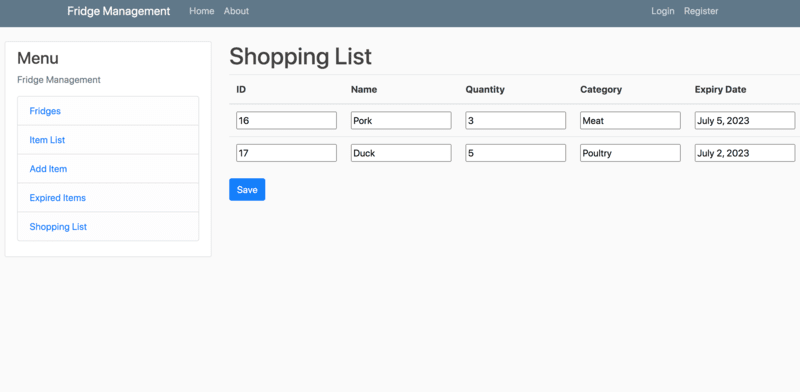 Fridge Management Home About Login Register
Menu
Fridge Management
Fridges
Item List
Add Item
Expired Items
Shopping List
Shopping List
ID Name Quantity Category Expiry Date
16 Pork 3 Meat July 5, 2023
17 Duck 5 Poultry July 2, 2023
Save